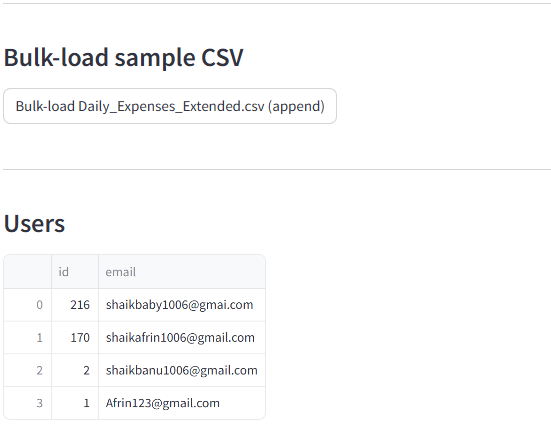 Bulk-load sample CSV
Bulk-load Daily_Expenses_Extended.csv (append)
Users
id email
0 216 shaikbaby1006@gmai.com
1 170 shaikafrin1006@gmail.com
2 2 shaikbanu1006@gmail.com
3 1 Afrin123@gmail.com